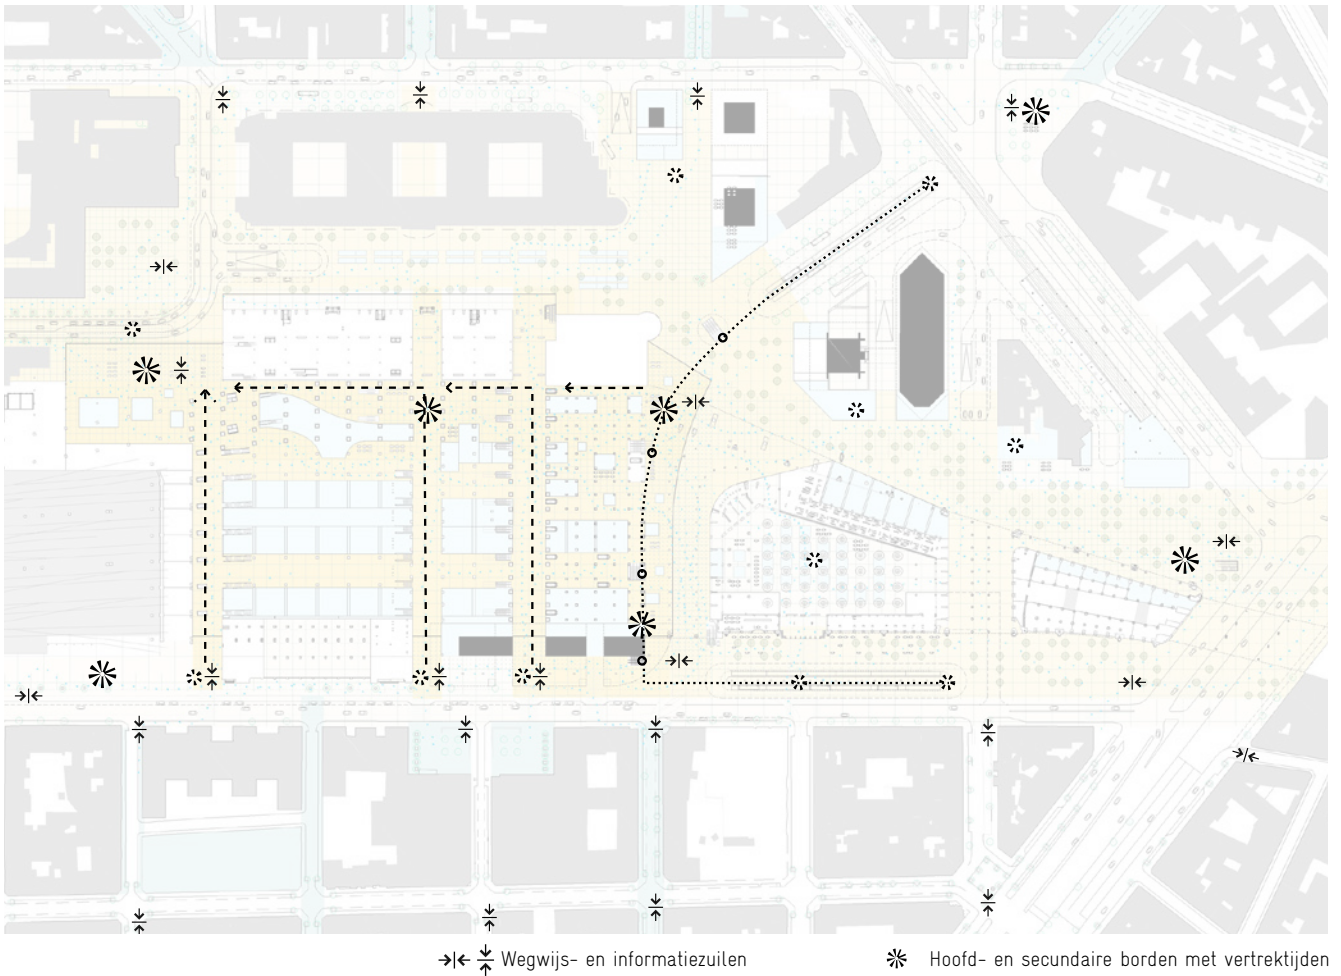 Wegwijs- en informatiezuilen
Hoofd- en secundaire borden met vertrektijden